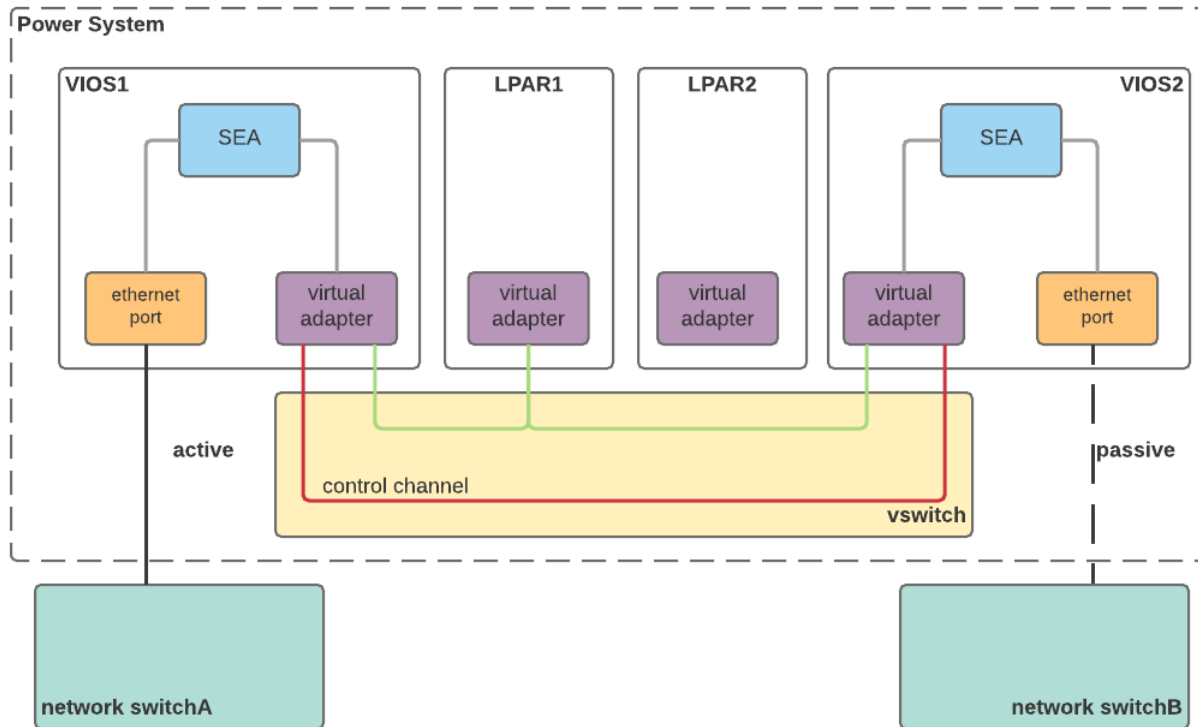 Power System
VIOS1
LPAR1
LPAR2
VIOS2
SEA
SEA
ethernet
port
virtual
adapter
virtual
adapter
virtual
adapter
virtual
adapter
ethernet
port
active
passive
control channel
vswitch
network switchA
network switchB